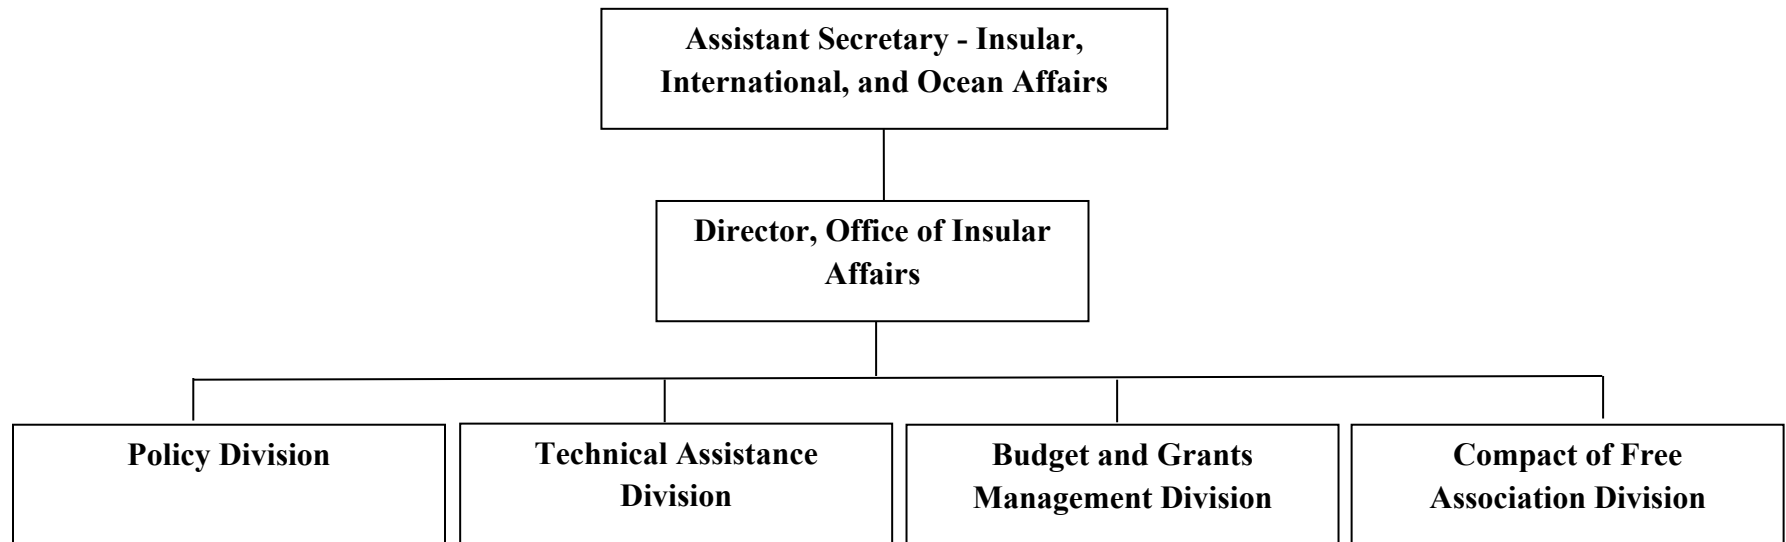 Assistant Secretary - Insular,
International, and Ocean Affairs
Director, Office of Insular
Affairs
Policy Division
Technical Assistance
Division
Budget and Grants
Management Division
Compact of Free
Association Division